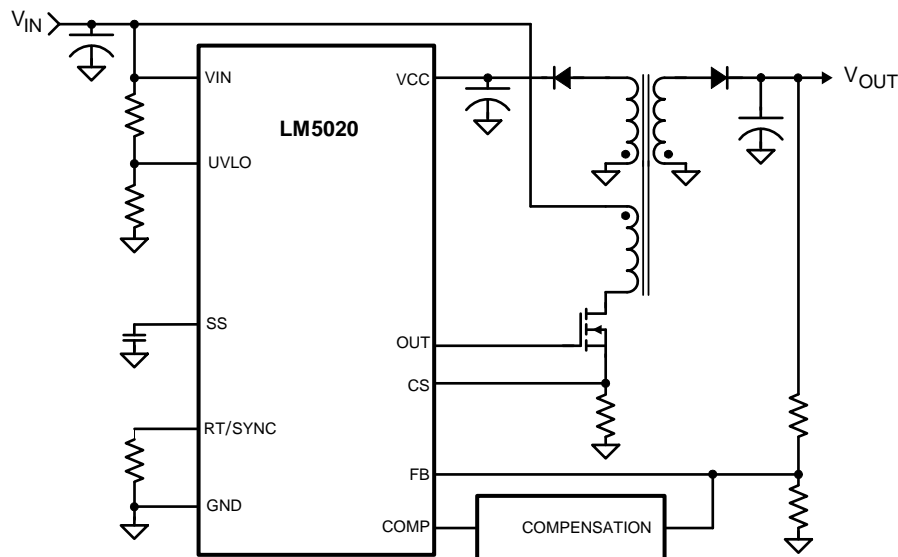 VIN
VIN
VCC
VOUT
LM5020
UVLO
SS
OUT
CS
RT/SYNC
FB
GND
COMP
COMPENSATION